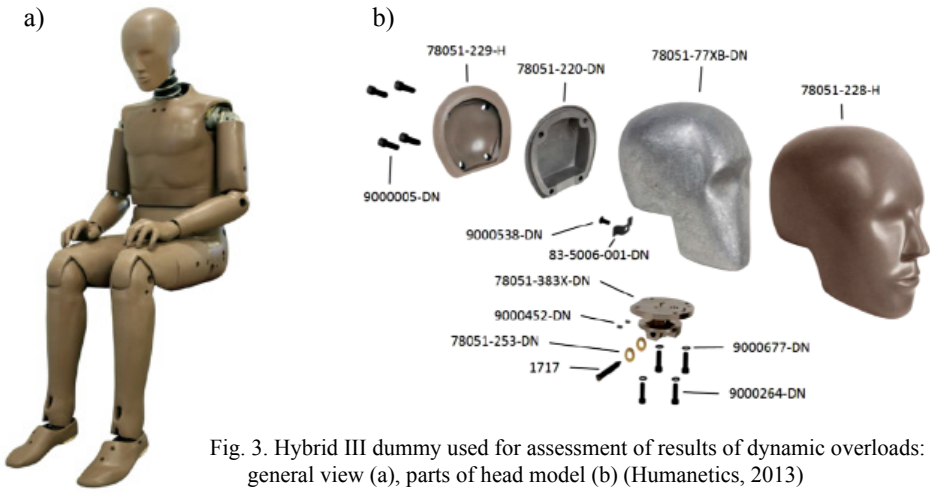 a)
b)
78051-229-H
78051-220-DN
78051-77XB-DN
78051-228-H
9000005-DN
9000538-DN
83-5006-001-DN
78051-383X-DN
9000452-DN
78051-253-DN
1717
9000677-DN
9000264-DN
Fig. 3. Hybrid III dummy used for assessment of results of dynamic overloads:
general view (a), parts of head model (b) (Humanetics, 2013)